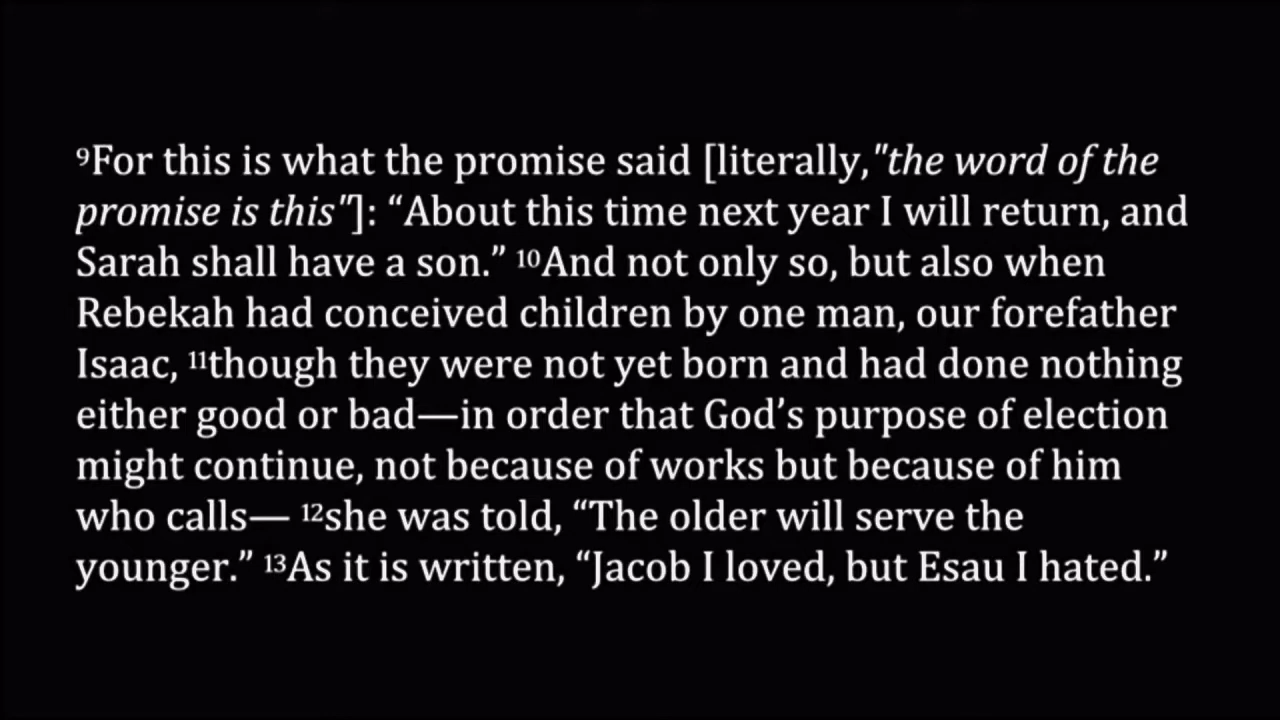 ⁹For this is what the promise said [literally,"the word of the
promise is this"]: “About this time next year I will return, and
Sarah shall have a son.” ¹⁰And not only so, but also when
Rebekah had conceived children by one man, our forefather
Isaac, ¹¹though they were not yet born and had done nothing
either good or bad—in order that God’s purpose of election
might continue, not because of works but because of him
who calls— ¹²she was told, “The older will serve the
younger.” ¹³As it is written, “Jacob I loved, but Esau I hated.”